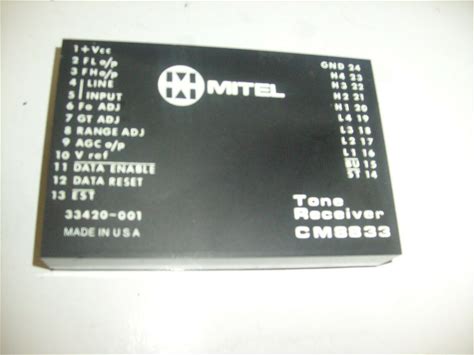 1 +Vcc
2 FL o/p
3 FH o/p
4 | LINE
5 | INPUT
6 Fo ADJ
7 GT ADJ
8 RANGE ADJ
9 AGC o/p
10 V ref
11 DATA ENABLE
12 DATA RESET
13 EST
33420-001
MADE IN U S A
MITEL
GND 24
H4 23
H3 22
H2 21
H1 20
L4 19
L3 18
L2 17
L1 16
BU 15
ST 14
Tone
Receiver
CM8833